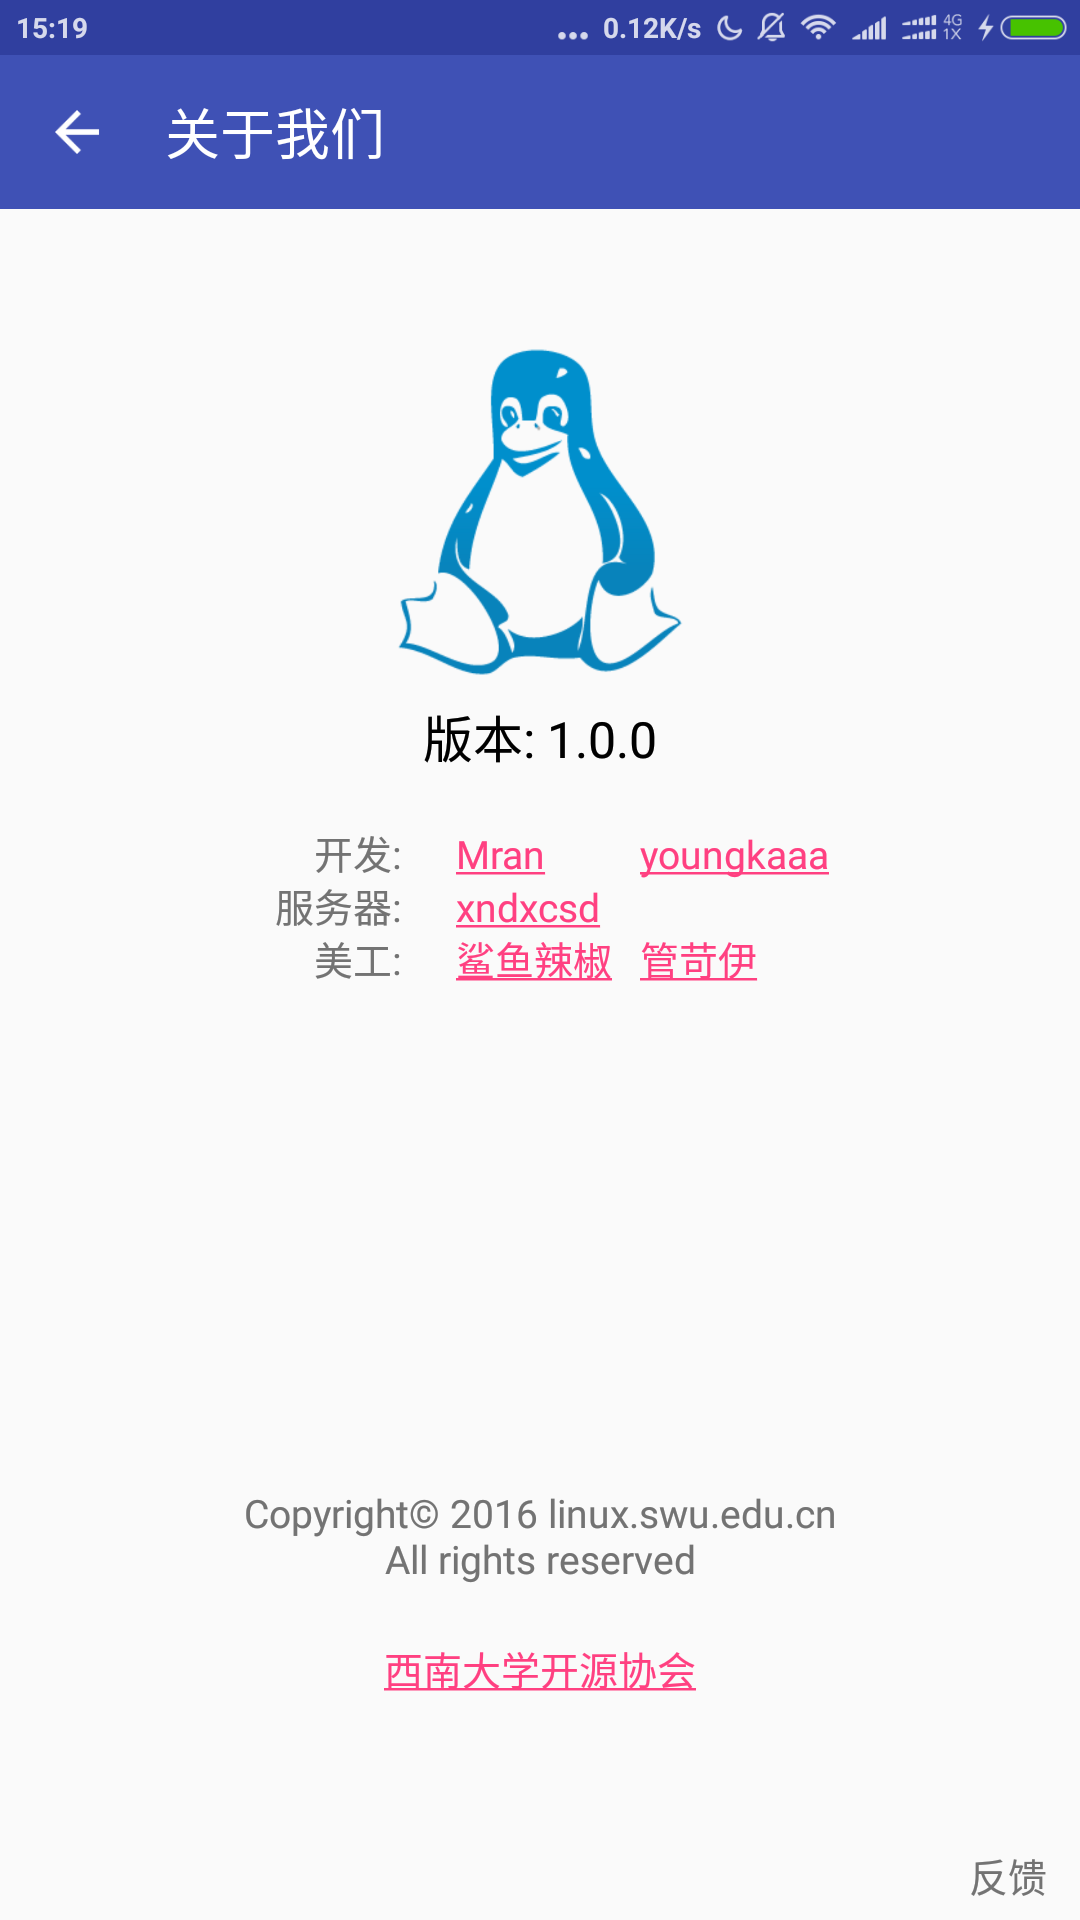 15:19
... 0.12K/s 4G 1X
关于我们
版本: 1.0.0
开发: Mran youngkaaa
服务器: xndxcsd
美工: 鲨鱼辣椒 管苛伊
Copyright© 2016 linux.swu.edu.cn
All rights reserved
西南大学开源协会
反馈